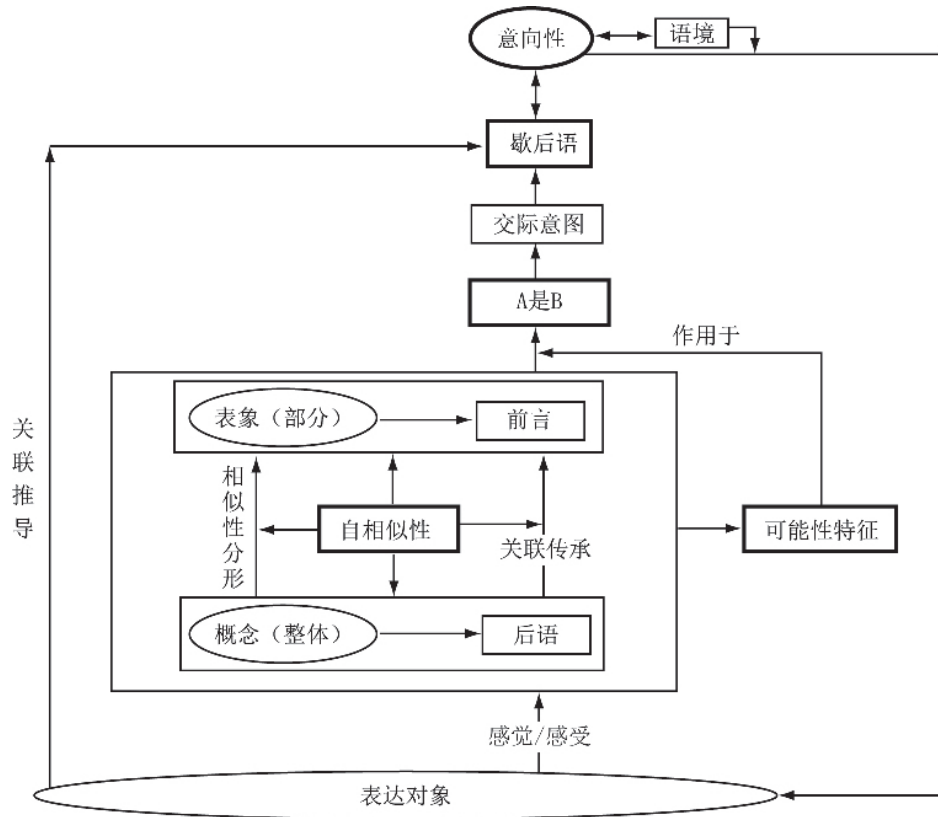 意向性
语境
歇后语
交际意图
A是B
作用于
表象（部分）
前言
关联推导
相似性分形
自相似性
关联传承
可能性特征
概念（整体）
后语
感觉/感受
表达对象